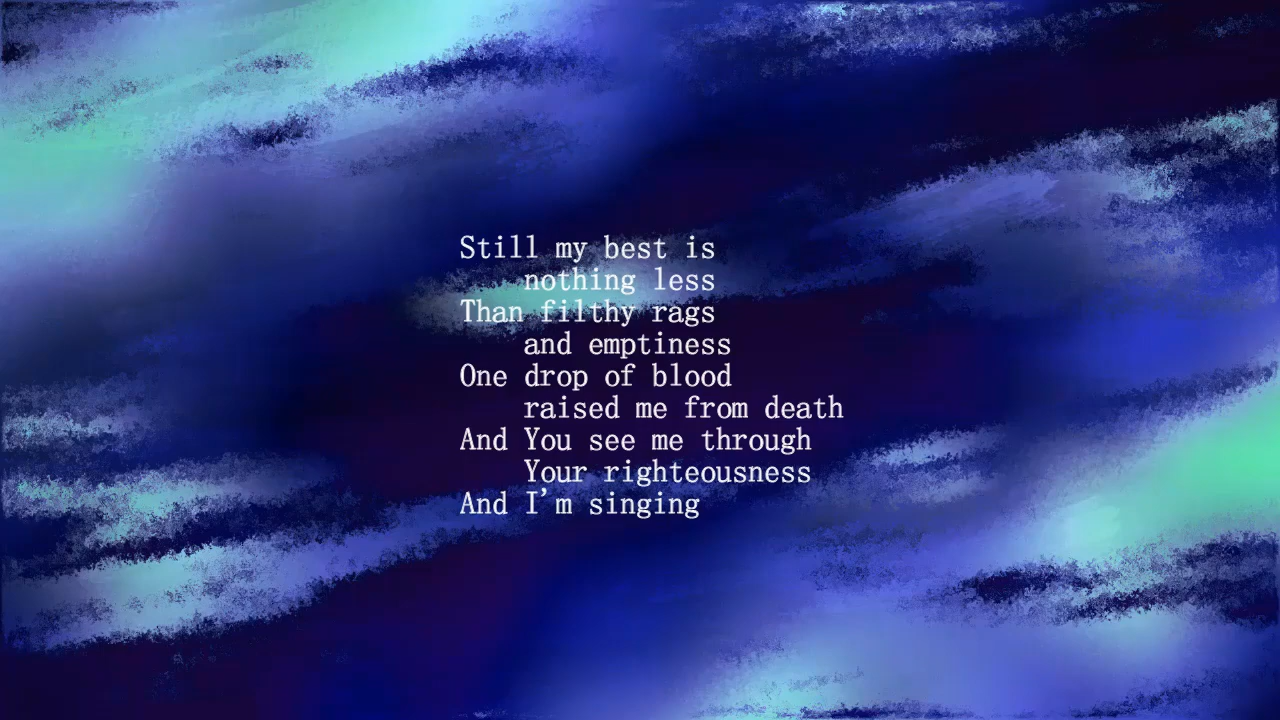 Still my best is
nothing less
Than filthy rags
and emptiness
One drop of blood
raised me from death
And You see me through
Your righteousness
And I'm singing